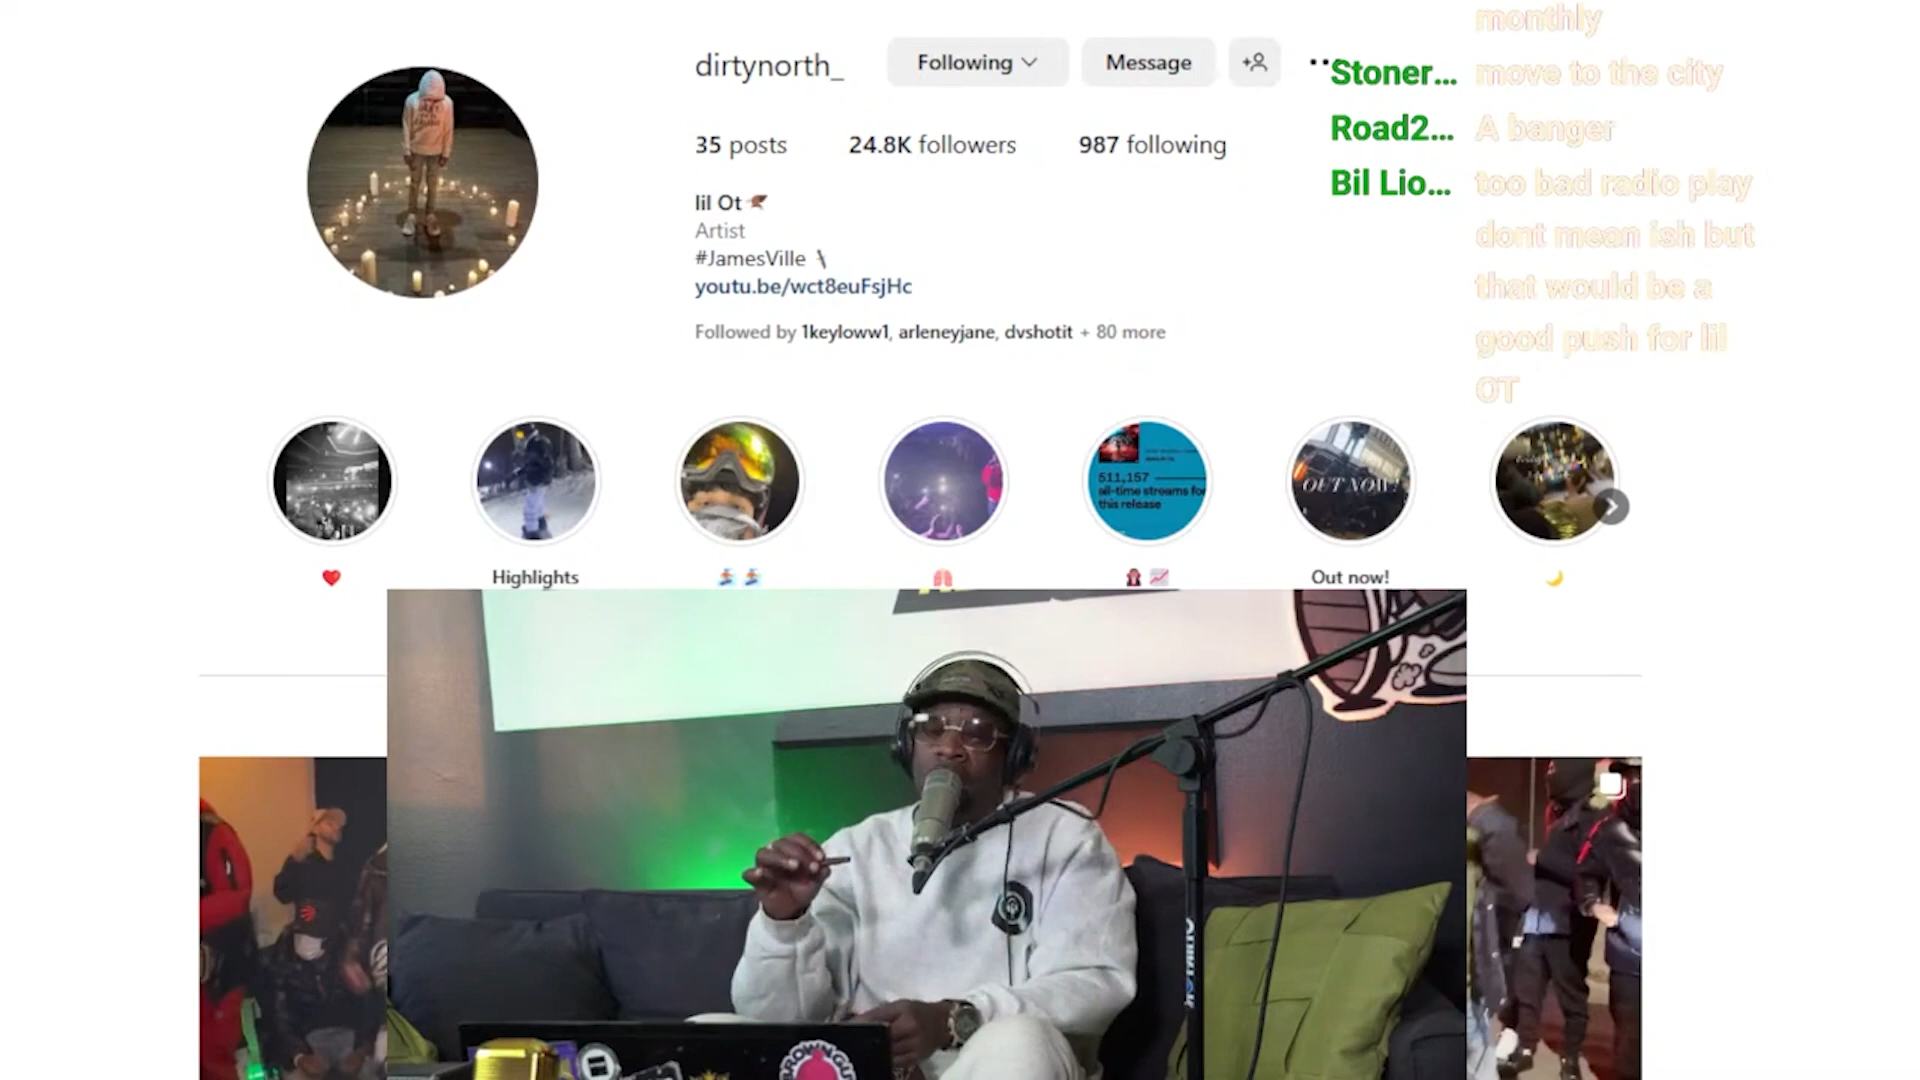 dirtynorth_
Following
Message
35 posts
24.8K followers
987 following
lil Ot
Artist
#JamesVille
youtu.be/wct8euFsjHc
Followed by 1keyloww1, arleneyjane, dvshotit + 80 more
monthly
Stoner... move to the city
Road2... A banger
Bil Lio... too bad radio play
dont mean ish but
that would be a
good push for lil
OT
511,157
all-time streams for
this release
OUT NOW!
Highlights
Out now!
BROWNGUY